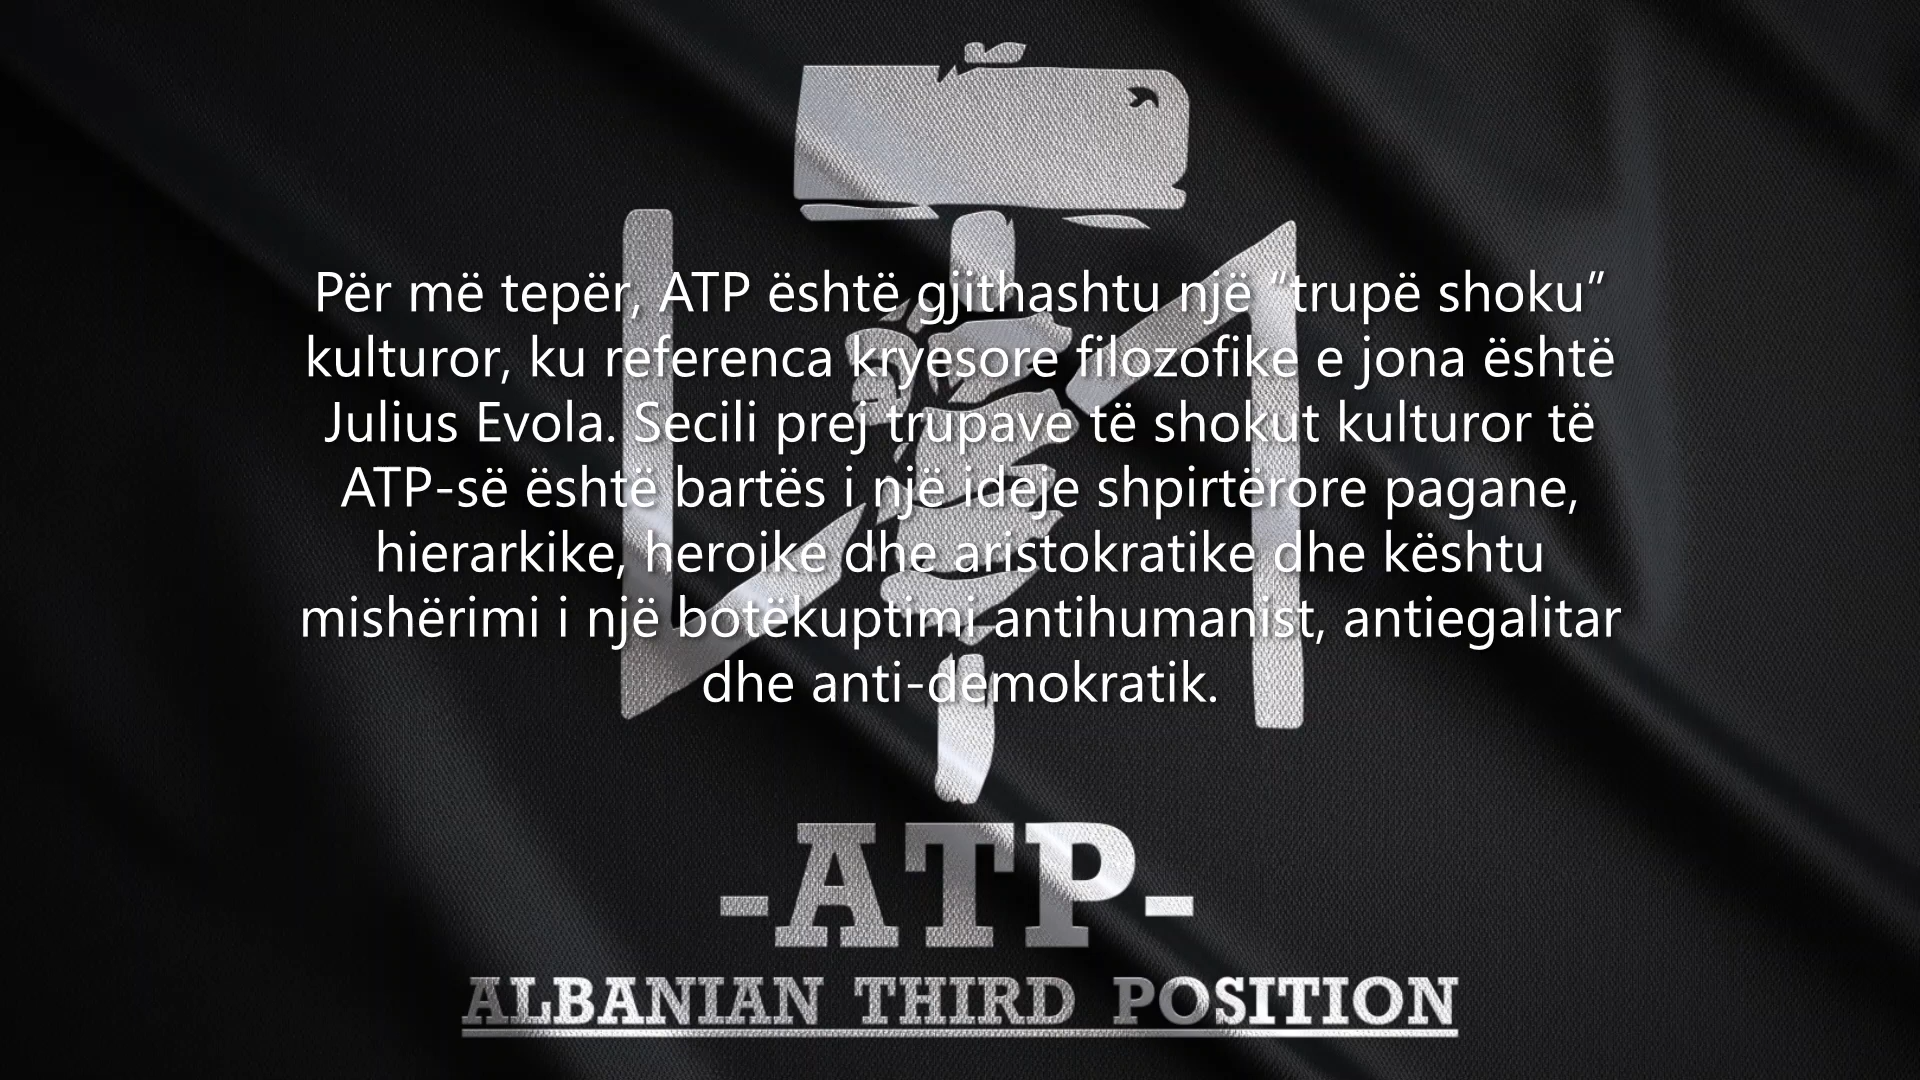 Për më tepër, ATP është gjithashtu një “trupë shoku”
kulturor, ku referenca kryesore filozofike e jona është
Julius Evola. Secili prej trupave të shokut kulturor të
ATP-së është bartës i një ideje shpirtërore pagane,
hierarkike, heroike dhe aristokratike dhe kështu
mishërimi i një botëkuptimi antihumanist, antiegalitar
dhe anti-demokratik.
-ATP-
ALBANIAN THIRD POSITION